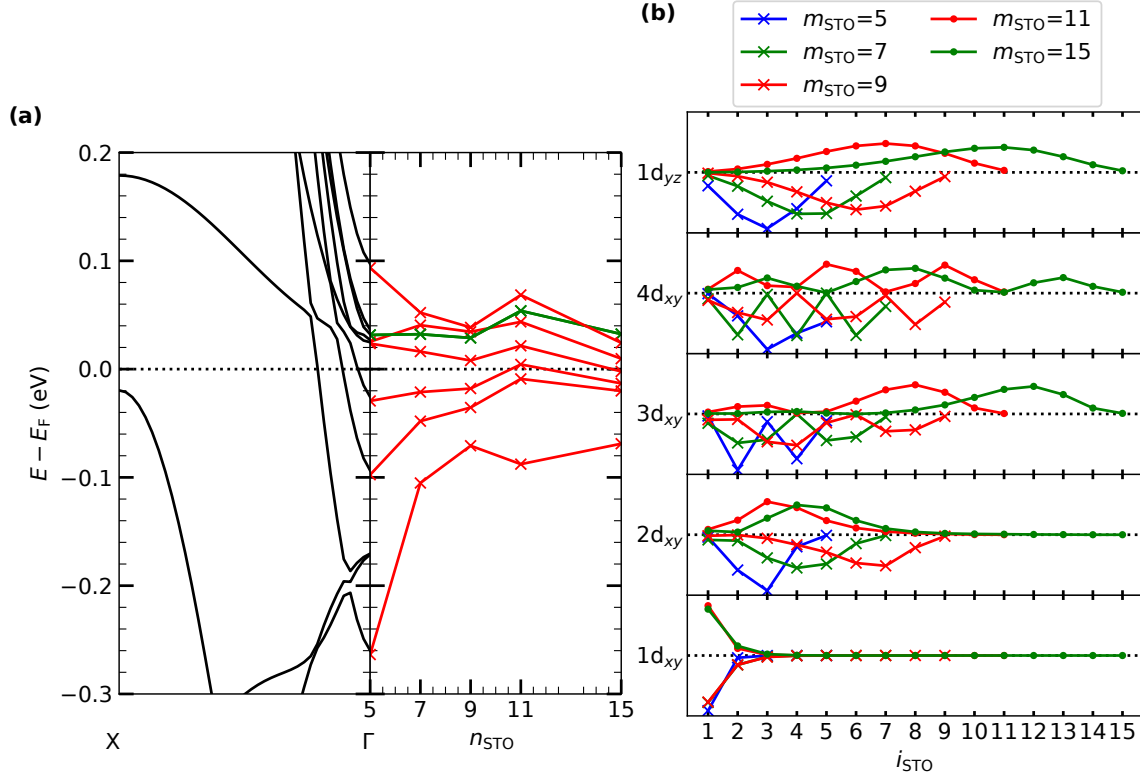 (b)
m_STO=5 m_STO=11
m_STO=7 m_STO=15
m_STO=9
(a)
E − E_F (eV)
0.2
0.1
0.0
−0.1
−0.2
−0.3
X Γ
5 7 9 11 15
n_STO
1d_yz
4d_xy
3d_xy
2d_xy
1d_xy
1 2 3 4 5 6 7 8 9 10 11 12 13 14 15
i_STO